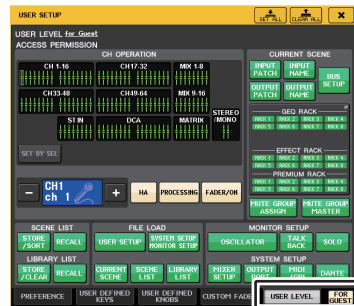 USER SETUP
SET ALL
CLEAR ALL
USER LEVEL for Guest
ACCESS PERMISSION
CH OPERATION
CH 1-16
CH17-32
MIX 1-8
CH33-48
CH49-64
MIX 9-16
STEREO
/MONO
ST IN
DCA
MATRIX
SET BY SEL
CH1
ch 1
HA
PROCESSING
FADER/ON
CURRENT SCENE
INPUT PATCH
INPUT NAME
BUS SETUP
OUTPUT PATCH
OUTPUT NAME
GEQ RACK
RACK 1 RACK 2 RACK 3 RACK 4
RACK 5 RACK 6 RACK 7 RACK 8
EFFECT RACK
RACK 1 RACK 2 RACK 3 RACK 4
RACK 5 RACK 6 RACK 7 RACK 8
PREMIUM RACK
RACK 1 RACK 2 RACK 3 RACK 4
RACK 5 RACK 6 RACK 7 RACK 8
MUTE GROUP ASSIGN
MUTE GROUP MASTER
SCENE LIST
STORE /SORT
RECALL
FILE LOAD
USER SETUP
SYSTEM SETUP MONITOR SETUP
MONITOR SETUP
OSCILLATOR
TALK BACK
SOLO
LIBRARY LIST
STORE /CLEAR
RECALL
CURRENT SCENE
SCENE LIST
LIBRARY LIST
SYSTEM SETUP
MIXER SETUP
OUTPUT
DANTE
PREFERENCE
USER DEFINED KEYS
USER DEFINED KNOBS
CUSTOM FADE
USER LEVEL
FOR GUEST